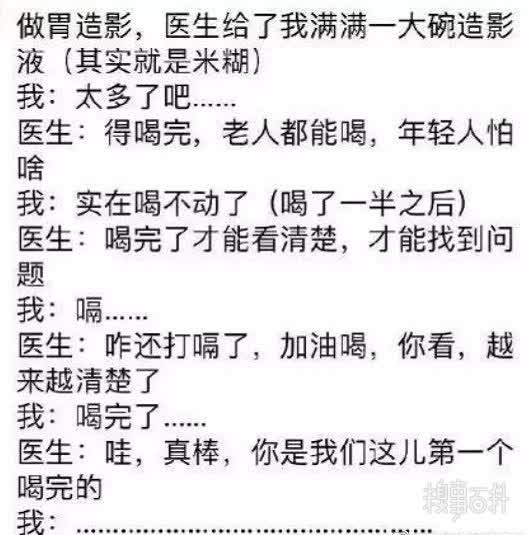 做胃造影，医生给了我满满一大碗造影
液（其实就是米糊）
我：太多了吧......
医生：得喝完，老人都能喝，年轻人怕
啥
我：实在喝不动了（喝了一半之后）
医生：喝完了才能看清楚，才能找到问
题
我：嗝......
医生：咋还打嗝了，加油喝，你看，越
来越清楚了
我：喝完了......
医生：哇，真棒，你是我们这儿第一个
喝完的
我：..........................................
搜事百科